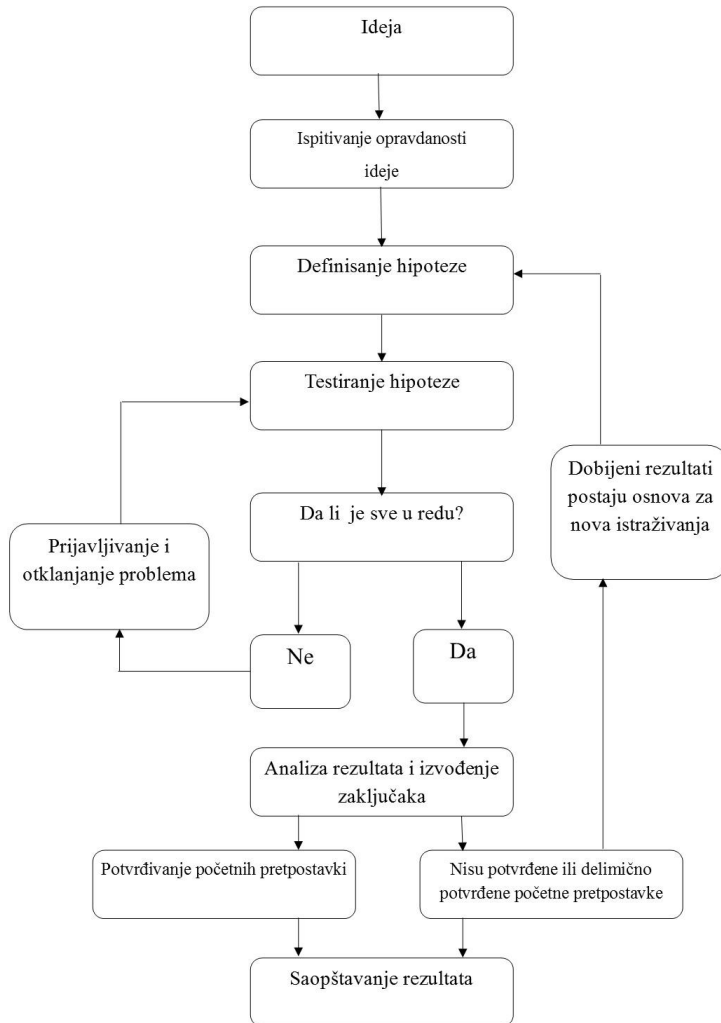 Ideja
Ispitivanje opravdanosti
ideje
Definisanje hipoteze
Testiranje hipoteze
Dobijeni rezultati
postaju osnova za
nova istraživanja
Da li je sve u redu?
Prijavljivanje i
otklanjanje problema
Ne
Da
Analiza rezultata i izvođenje
zaključaka
Potvrđivanje početnih pretpostavki
Nisu potvrđene ili delimično
potvrđene početne pretpostavke
Saopštavanje rezultata